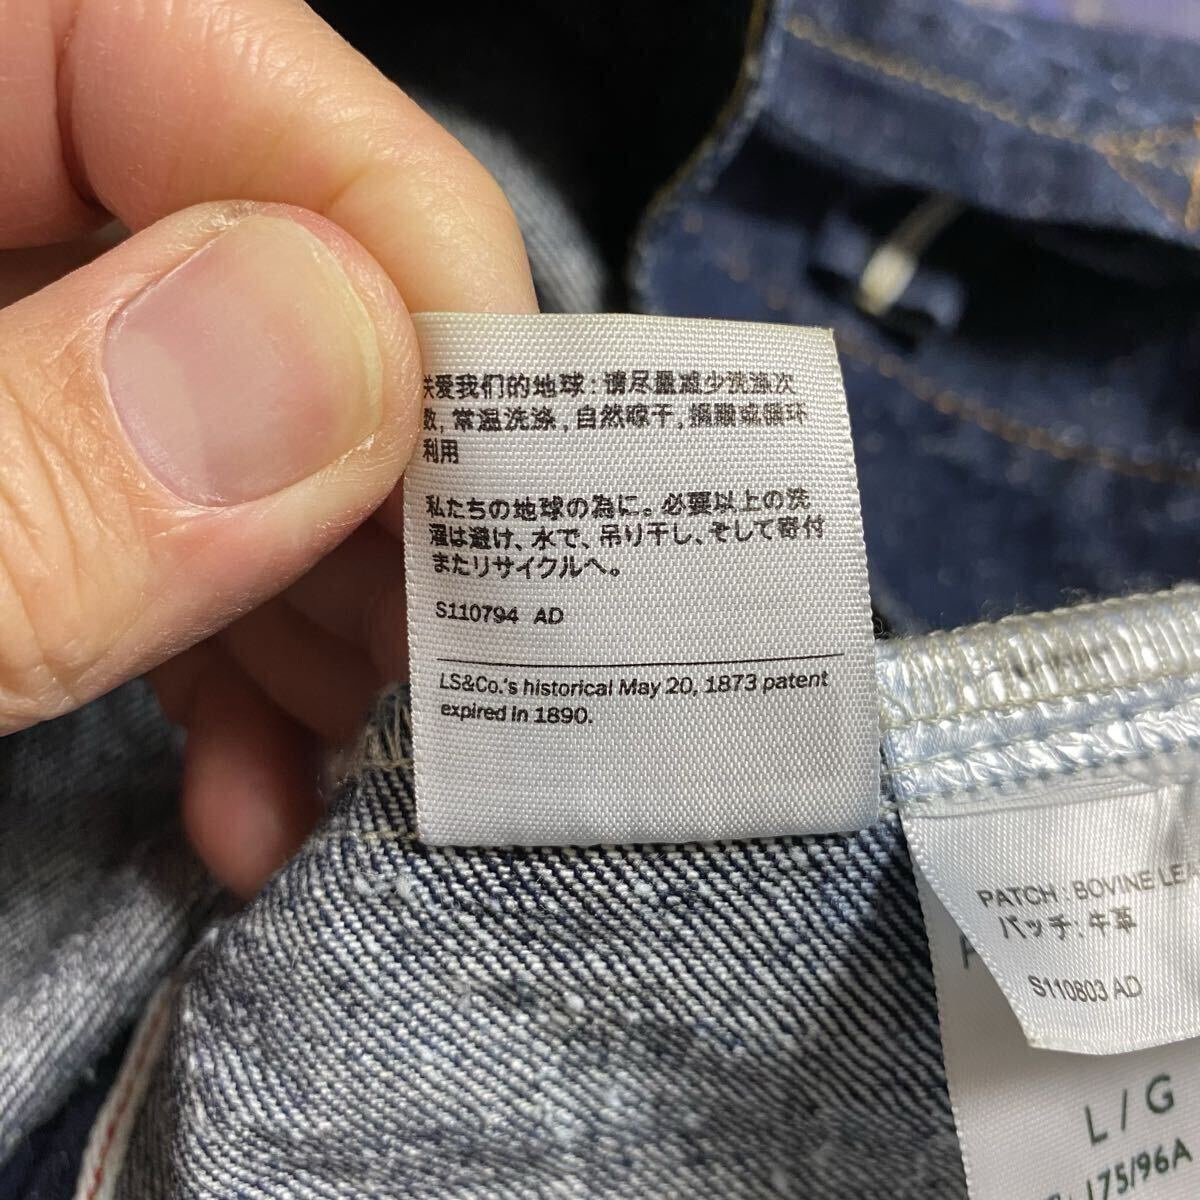 关爱我们的地球:请尽量减少洗涤次
数,常温洗涤,自然晾干,捐赠或循环
利用
私たちの地球の為に。必要以上の洗
濯は避け、水で、吊り干し、そして寄付
またリサイクルへ。
S110794 AD
LS&Co.'s historical May 20, 1873 patent
expired in 1890.
PATCH : BOVINE
パッチ、牛革
S110803 AD
L / G
175/96A